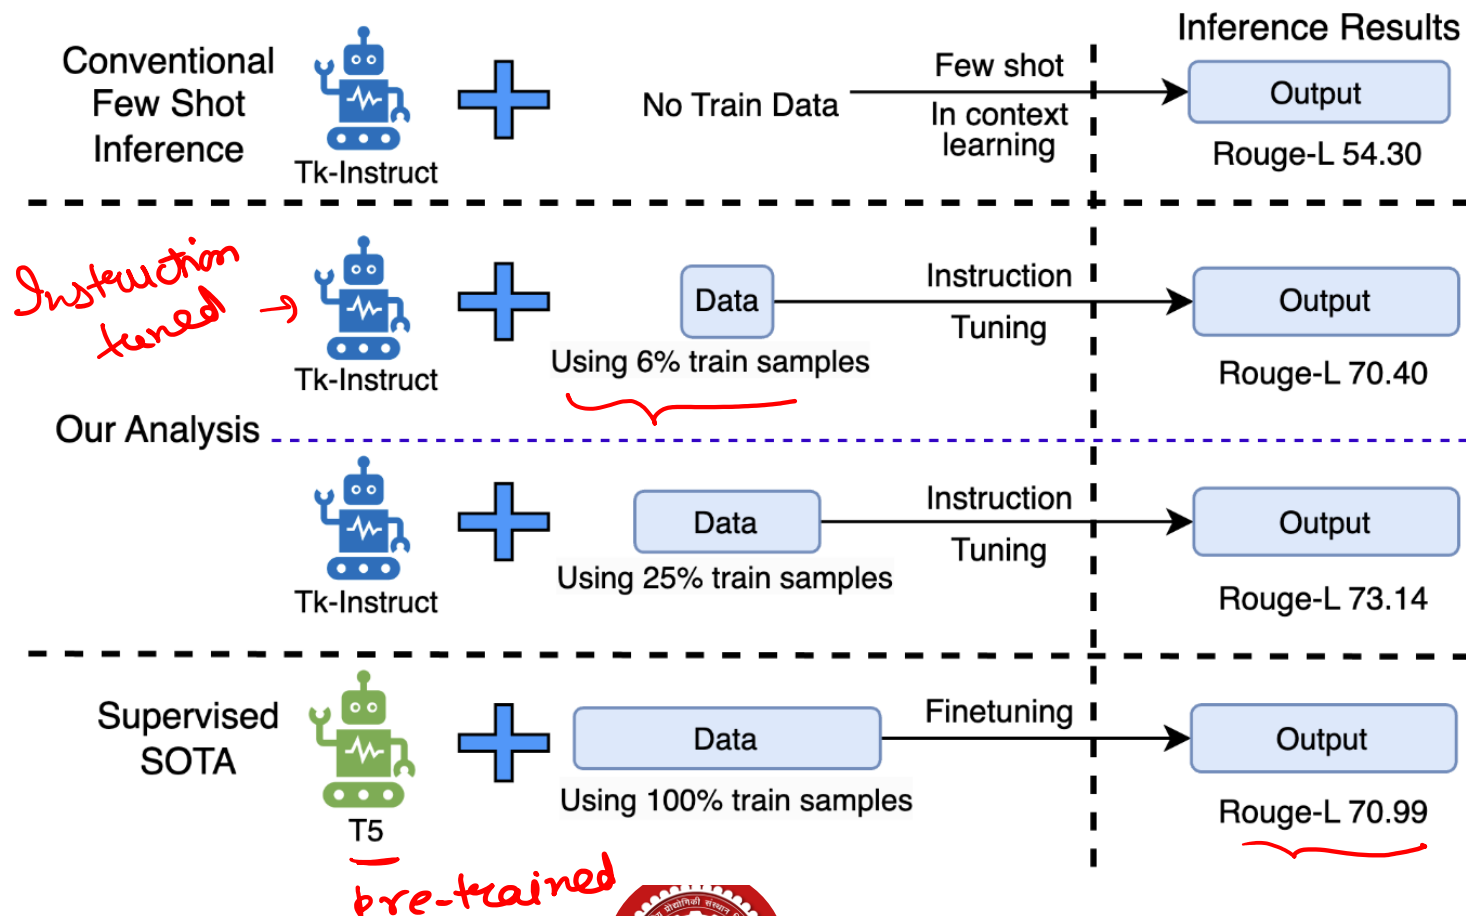 Inference Results
Conventional
Few Shot
Inference
Tk-Instruct
No Train Data
Few shot
In context
learning
Output
Rouge-L 54.30
Instruction
tuned →
Tk-Instruct
Data
Using 6% train samples
Instruction
Tuning
Output
Rouge-L 70.40
Our Analysis
Tk-Instruct
Data
Using 25% train samples
Instruction
Tuning
Output
Rouge-L 73.14
Supervised
SOTA
T5
pre-trained
Data
Using 100% train samples
Finetuning
Output
Rouge-L 70.99